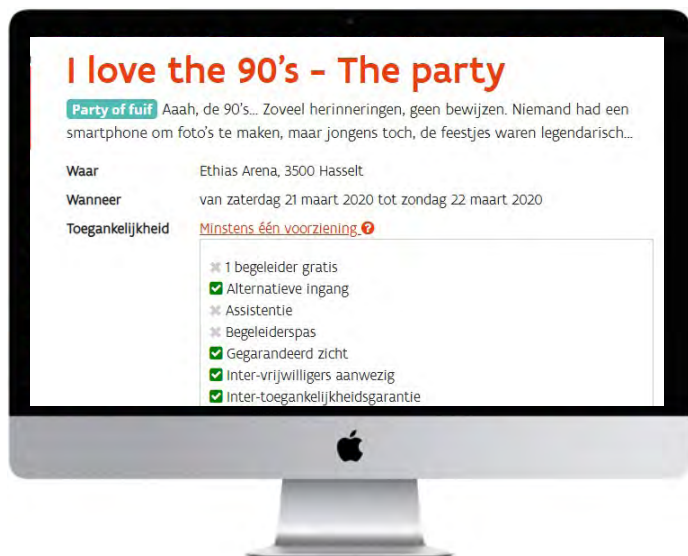 I love the 90's - The party
Party of fuif Aaah, de 90's... Zoveel herinneringen, geen bewijzen. Niemand had een
smartphone om foto's te maken, maar jongens toch, de feestjes waren legendarisch...
Waar Ethias Arena, 3500 Hasselt
Wanneer van zaterdag 21 maart 2020 tot zondag 22 maart 2020
Toegankelijkheid Minstens één voorziening
1 begeleider gratis
Alternatieve ingang
Assistentie
Begeleiderspas
Gegarandeerd zicht
Inter-vrijwilligers aanwezig
Inter-toegankelijkheidsgarantie